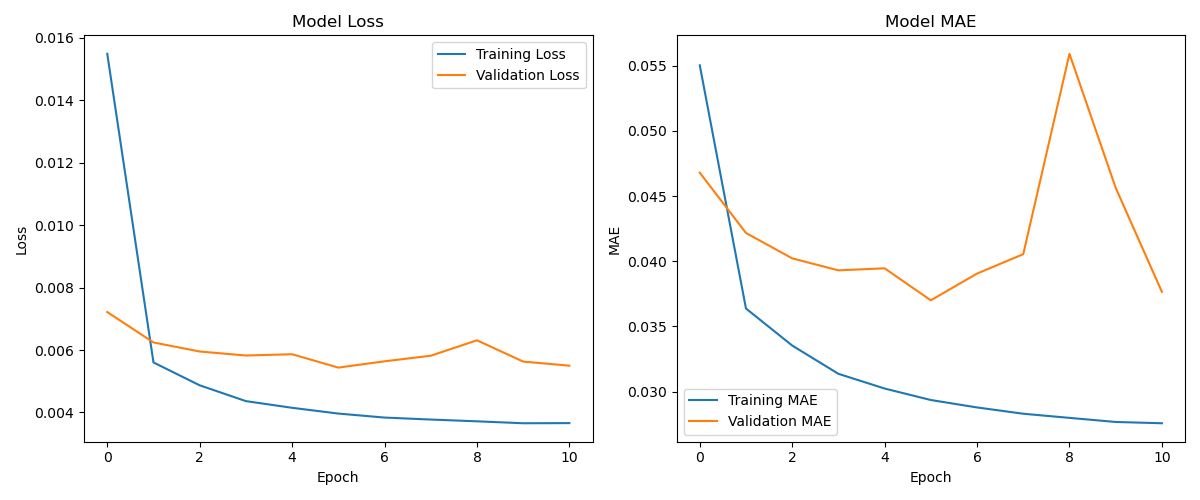 Model Loss
Loss
0.016
0.014
0.012
0.010
0.008
0.006
0.004
Training Loss
Validation Loss
0 2 4 6 8 10
Epoch
Model MAE
MAE
0.055
0.050
0.045
0.040
0.035
0.030
Training MAE
Validation MAE
0 2 4 6 8 10
Epoch